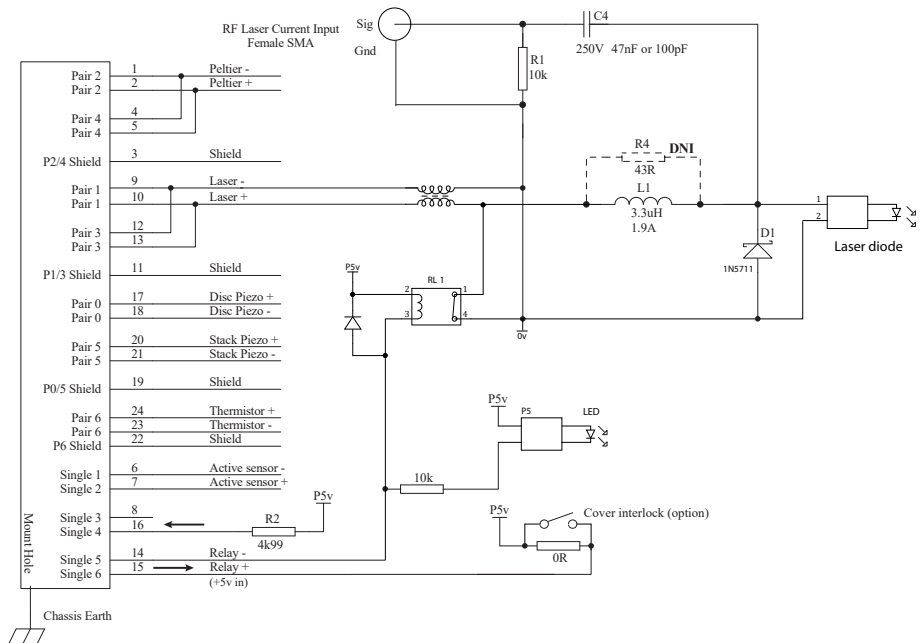 RF Laser Current Input
Female SMA
Sig
Gnd
C4
250V 47nF or 100pF
R1
10k
Pair 2 1 Peltier -
Pair 2 2 Peltier +
Pair 4 4
Pair 4 5
P2/4 Shield 3 Shield
Pair 1 9 Laser -
Pair 1 10 Laser +
Pair 3 12
Pair 3 13
P1/3 Shield 11 Shield
Pair 0 17 Disc Piezo +
Pair 0 18 Disc Piezo -
Pair 5 20 Stack Piezo +
Pair 5 21 Stack Piezo -
P0/5 Shield 19 Shield
Pair 6 24 Thermistor +
Pair 6 23 Thermistor -
P6 Shield 22 Shield
Single 1 6 Active sensor -
Single 2 7 Active sensor +
Single 3 8
Single 4 16
Single 5 14 Relay -
Single 6 15 Relay +
(+5v in)
Mount Hole
Chassis Earth
R4
DNI
43R
L1
3.3uH
1.9A
D1
1N5711
1
2
Laser diode
P5v
RL 1
2 1
3 4
0v
P5v
P5
LED
10k
R2
4k99
P5v
P5v
Cover interlock (option)
0R